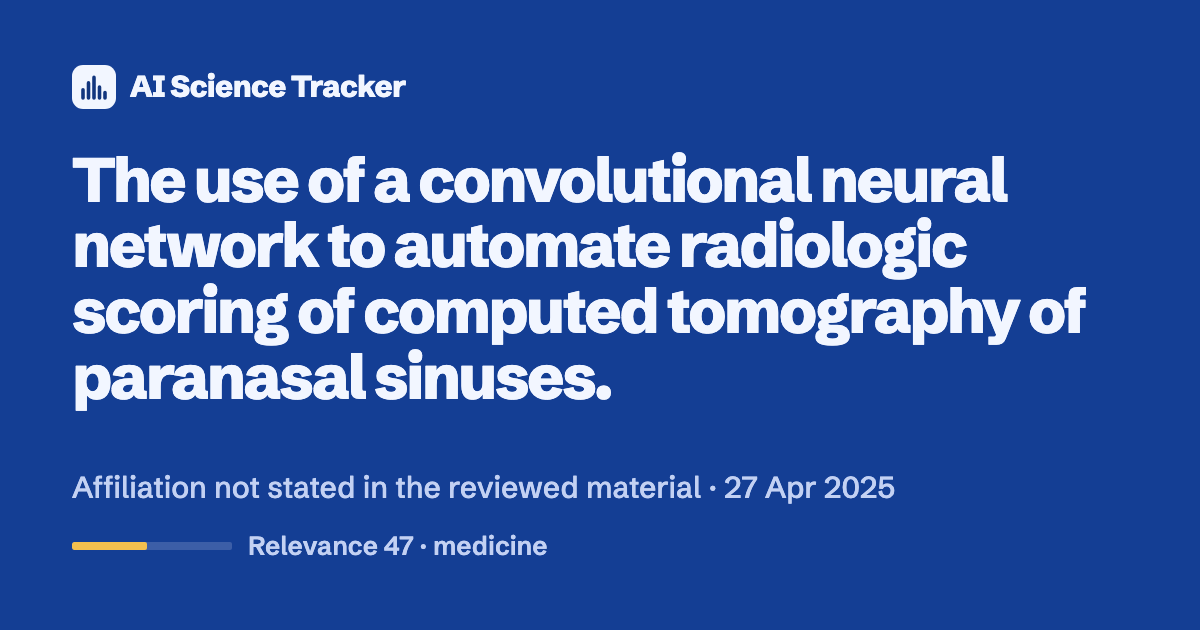 AI Science Tracker
The use of a convolutional neural
network to automate radiologic
scoring of computed tomography of
paranasal sinuses.
Affiliation not stated in the reviewed material · 27 Apr 2025
Relevance 47 · medicine